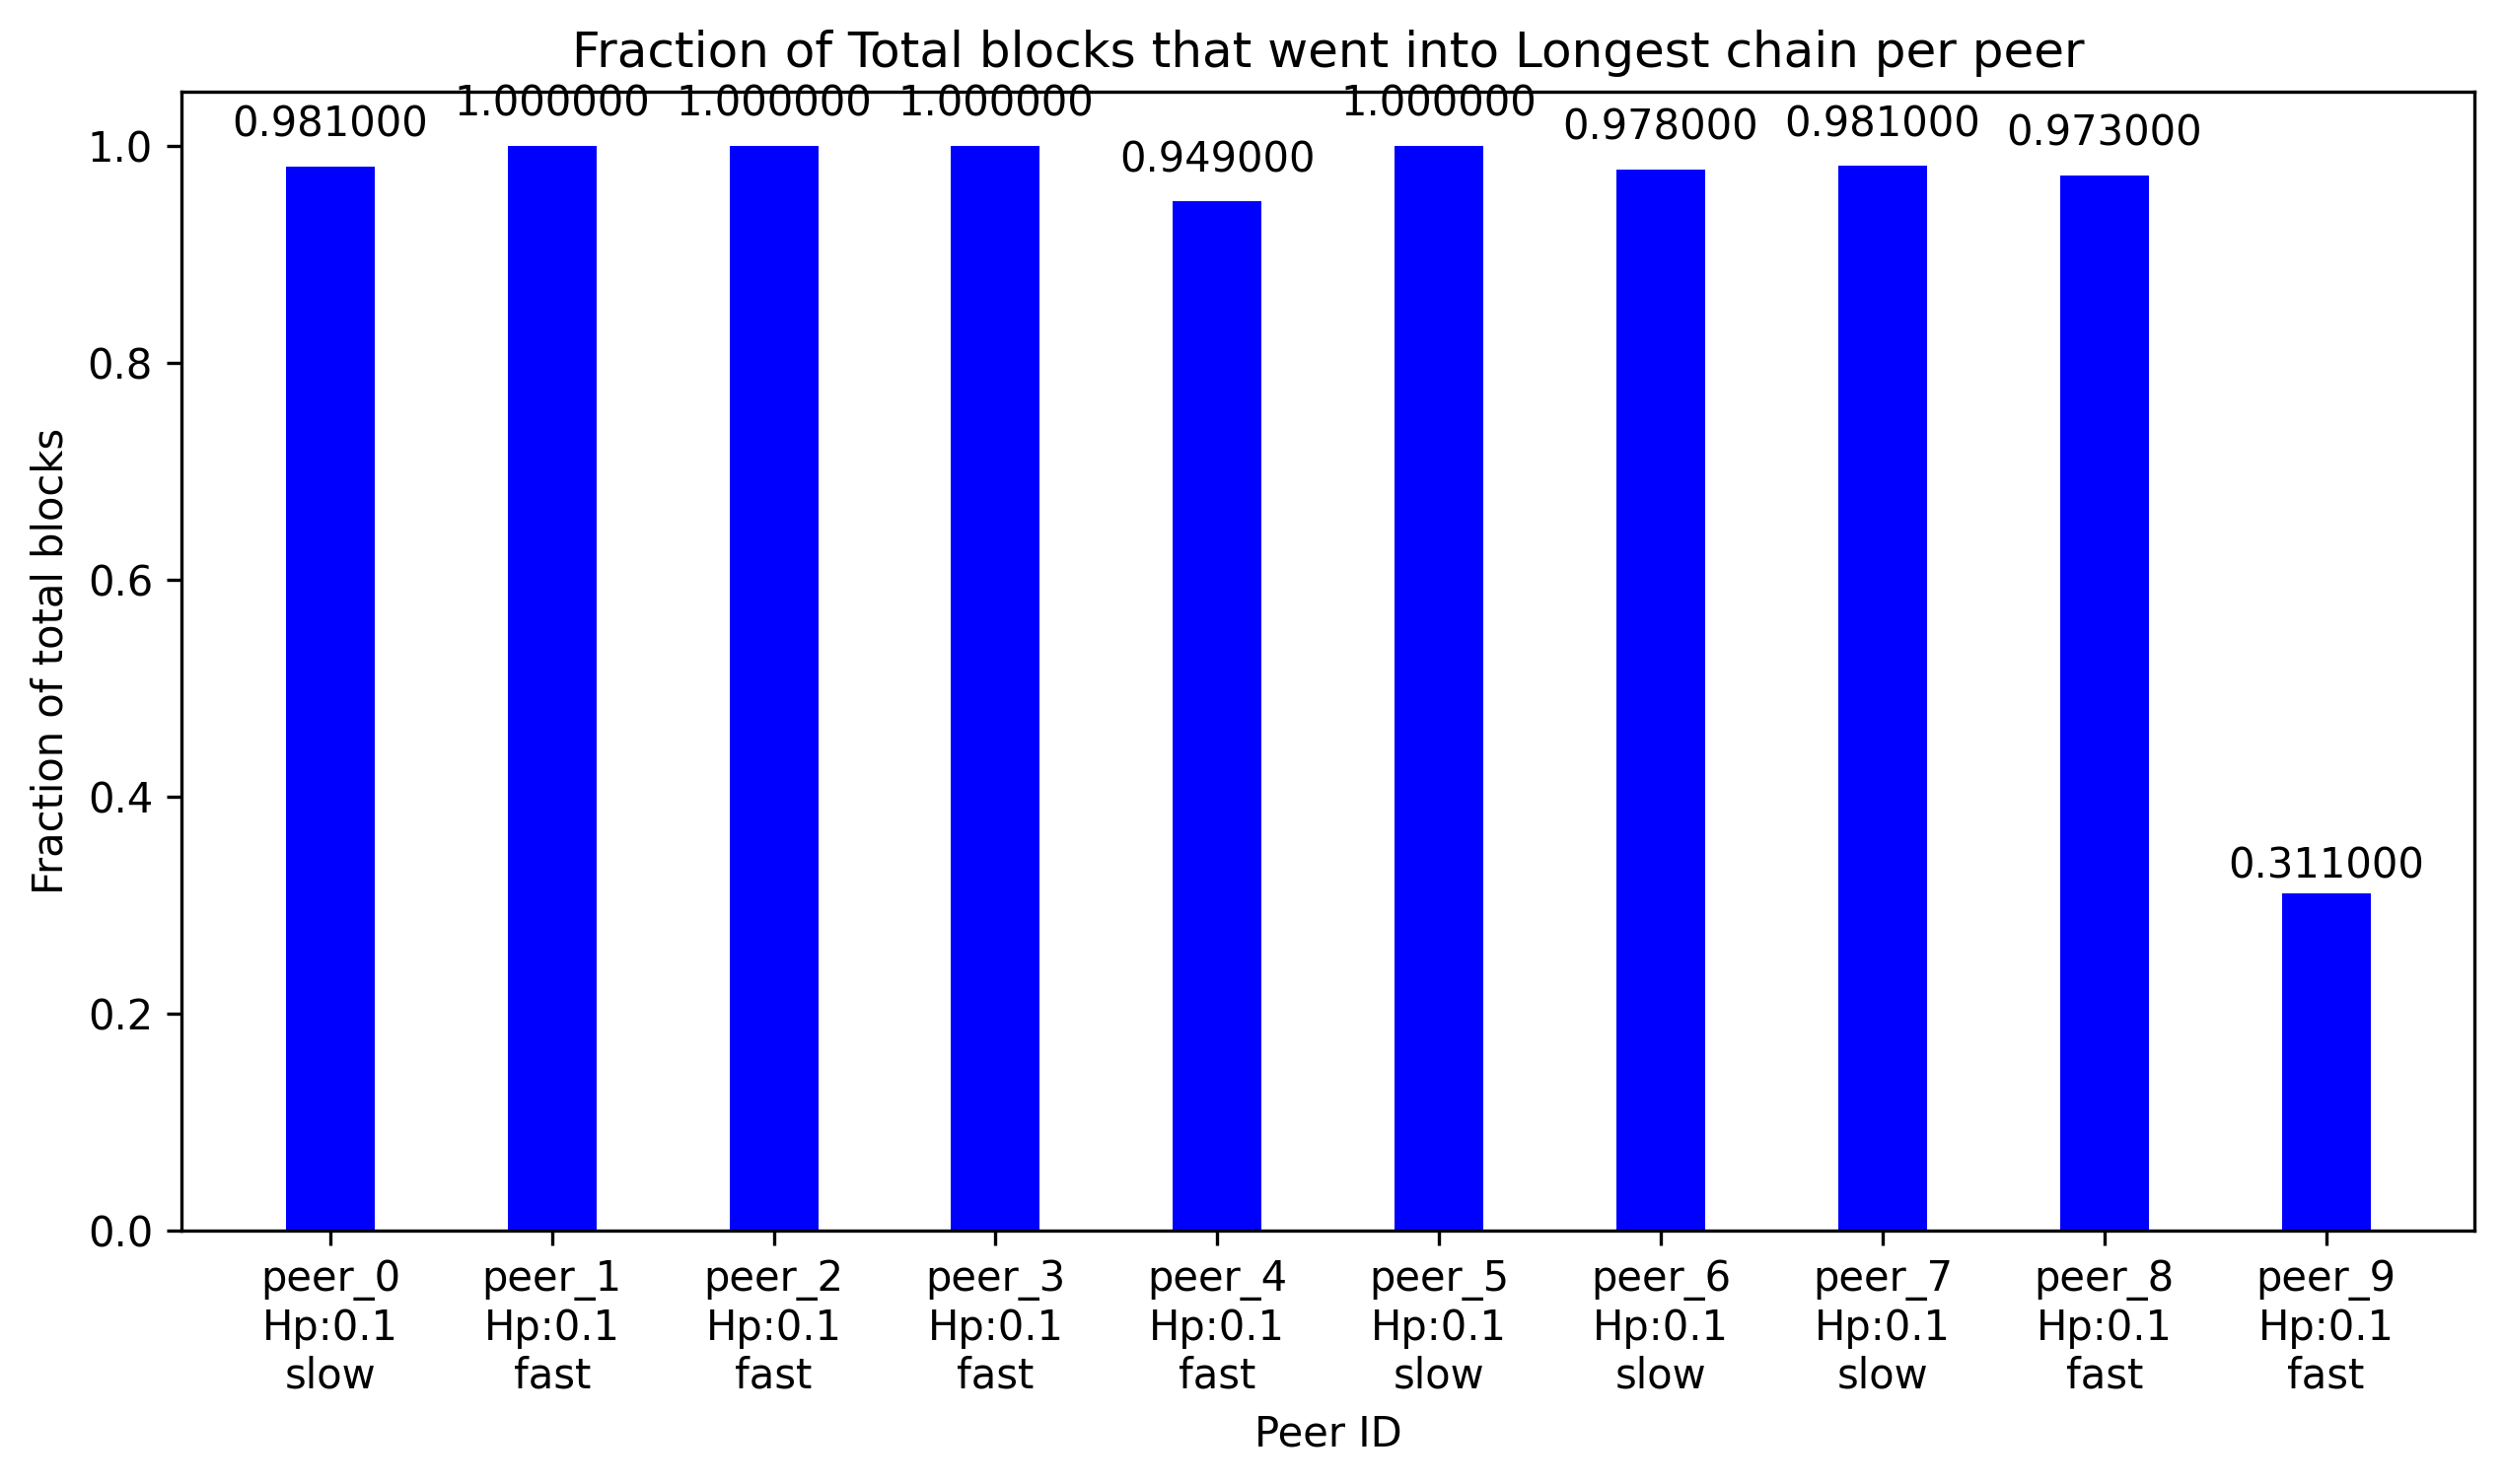 Fraction of Total blocks that went into Longest chain per peer
0.981000
1.000000
1.000000
1.000000
0.949000
1.000000
0.978000
0.981000
0.973000
0.311000
Fraction of total blocks
1.0
0.8
0.6
0.4
0.2
0.0
peer_0
Hp:0.1
slow
peer_1
Hp:0.1
fast
peer_2
Hp:0.1
fast
peer_3
Hp:0.1
fast
peer_4
Hp:0.1
fast
peer_5
Hp:0.1
slow
peer_6
Hp:0.1
slow
peer_7
Hp:0.1
slow
peer_8
Hp:0.1
fast
peer_9
Hp:0.1
fast
Peer ID